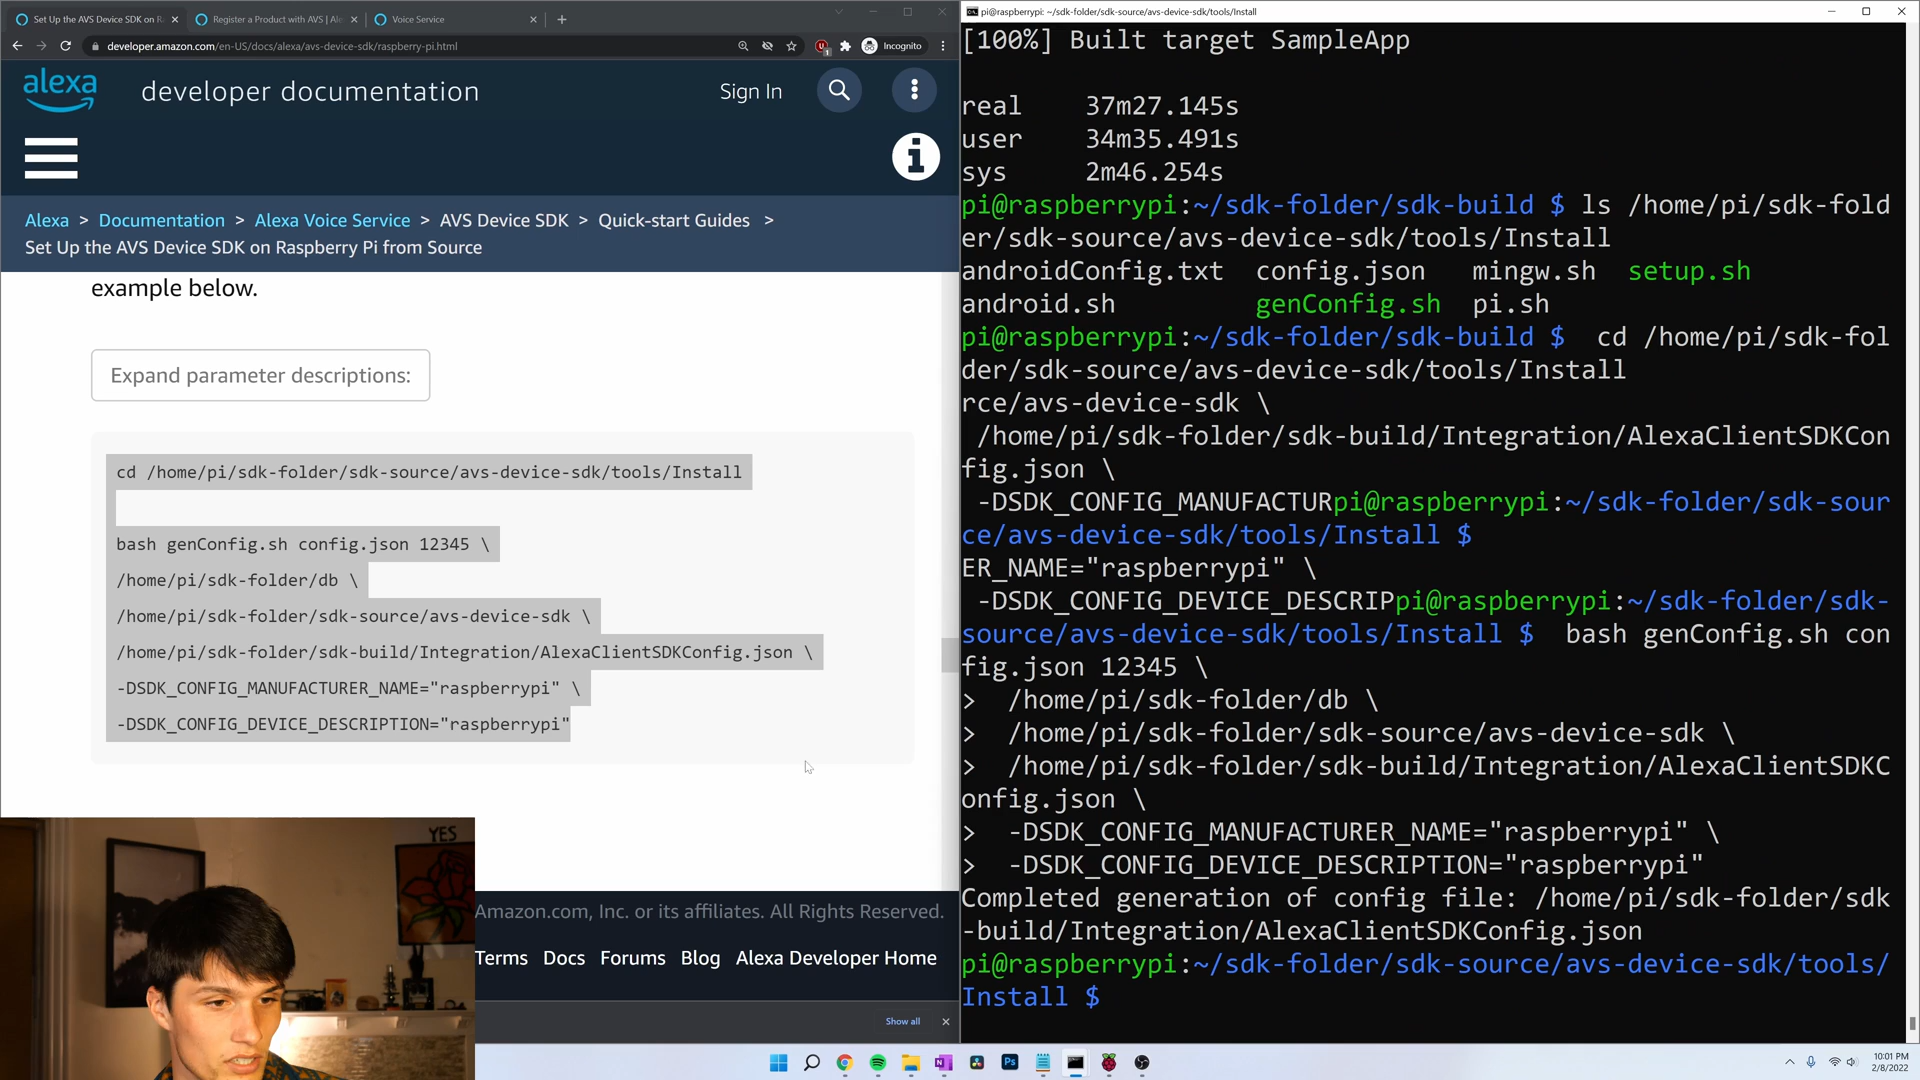 Set Up the AVS Device SDK on R
Register a Product with AVS | Ale
Voice Service
developer.amazon.com/en-US/docs/alexa/avs-device-sdk/raspberry-pi.html
1
Incognito
alexa
developer documentation
Sign In
Alexa > Documentation > Alexa Voice Service > AVS Device SDK > Quick-start Guides >
Set Up the AVS Device SDK on Raspberry Pi from Source
example below.
Expand parameter descriptions:
cd /home/pi/sdk-folder/sdk-source/avs-device-sdk/tools/Install
bash genConfig.sh config.json 12345 \
/home/pi/sdk-folder/db \
/home/pi/sdk-folder/sdk-source/avs-device-sdk \
/home/pi/sdk-folder/sdk-build/Integration/AlexaClientSDKConfig.json \
-DSDK_CONFIG_MANUFACTURER_NAME="raspberrypi" \
-DSDK_CONFIG_DEVICE_DESCRIPTION="raspberrypi"
YES
Amazon.com, Inc. or its affiliates. All Rights Reserved.
Terms Docs Forums Blog Alexa Developer Home
Show all
pi@raspberrypi: ~/sdk-folder/sdk-source/avs-device-sdk/tools/Install
[100%] Built target SampleApp
real 37m27.145s
user 34m35.491s
sys 2m46.254s
pi@raspberrypi:~/sdk-folder/sdk-build $ ls /home/pi/sdk-fold
er/sdk-source/avs-device-sdk/tools/Install
androidConfig.txt config.json mingw.sh setup.sh
android.sh genConfig.sh pi.sh
pi@raspberrypi:~/sdk-folder/sdk-build $ cd /home/pi/sdk-fol
der/sdk-source/avs-device-sdk/tools/Install
rce/avs-device-sdk \
/home/pi/sdk-folder/sdk-build/Integration/AlexaClientSDKCon
fig.json \
-DSDK_CONFIG_MANUFACTURpi@raspberrypi:~/sdk-folder/sdk-sour
ce/avs-device-sdk/tools/Install $
ER_NAME="raspberrypi" \
-DSDK_CONFIG_DEVICE_DESCRIPpi@raspberrypi:~/sdk-folder/sdk-
source/avs-device-sdk/tools/Install $ bash genConfig.sh con
fig.json 12345 \
> /home/pi/sdk-folder/db \
> /home/pi/sdk-folder/sdk-source/avs-device-sdk \
> /home/pi/sdk-folder/sdk-build/Integration/AlexaClientSDKC
onfig.json \
> -DSDK_CONFIG_MANUFACTURER_NAME="raspberrypi" \
> -DSDK_CONFIG_DEVICE_DESCRIPTION="raspberrypi"
Completed generation of config file: /home/pi/sdk-folder/sdk
-build/Integration/AlexaClientSDKConfig.json
pi@raspberrypi:~/sdk-folder/sdk-source/avs-device-sdk/tools/
Install $
Ps
10:01 PM
2/8/2022